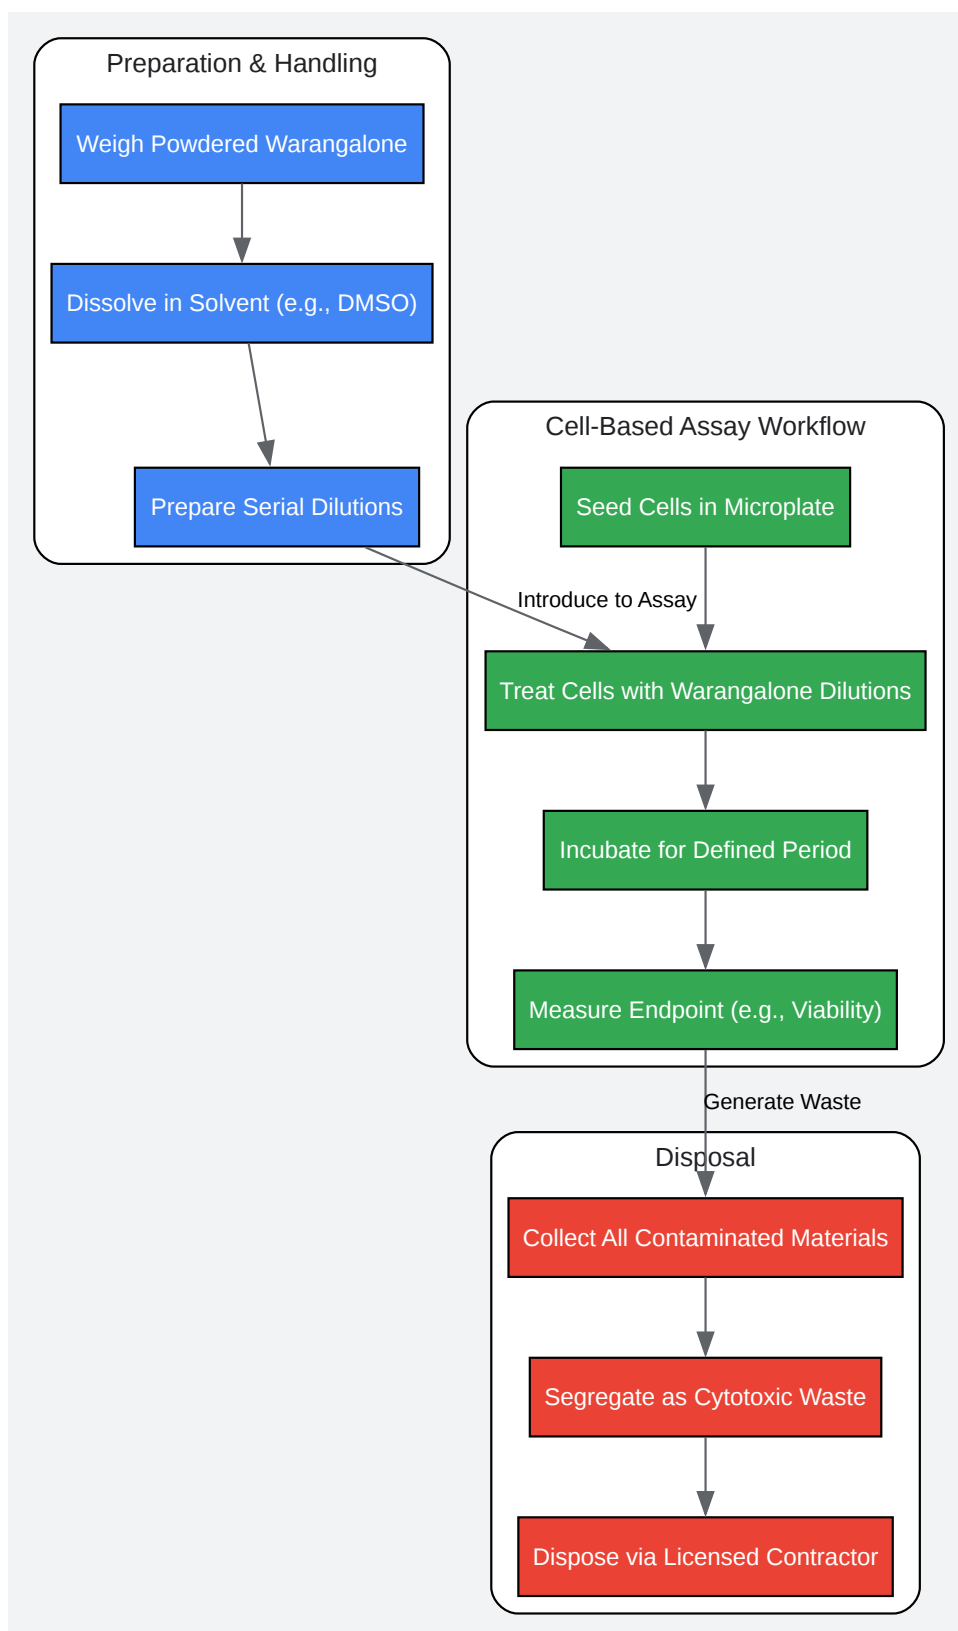 Preparation & Handling
Weigh Powdered Warangalone
Dissolve in Solvent (e.g., DMSO)
Prepare Serial Dilutions
Cell-Based Assay Workflow
Seed Cells in Microplate
Introduce to Assay
Treat Cells with Warangalone Dilutions
Incubate for Defined Period
Measure Endpoint (e.g., Viability)
Generate Waste
Disposal
Collect All Contaminated Materials
Segregate as Cytotoxic Waste
Dispose via Licensed Contractor